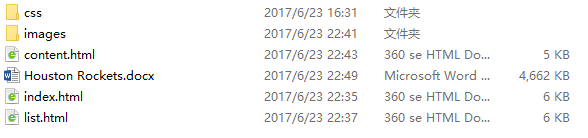 css 2017/6/23 16:31 文件夹
images 2017/6/23 22:41 文件夹
content.html 2017/6/23 22:43 360 se HTML Do... 5 KB
Houston Rockets.docx 2017/6/23 22:49 Microsoft Word ... 4,662 KB
index.html 2017/6/23 22:35 360 se HTML Do... 6 KB
list.html 2017/6/23 22:37 360 se HTML Do... 6 KB